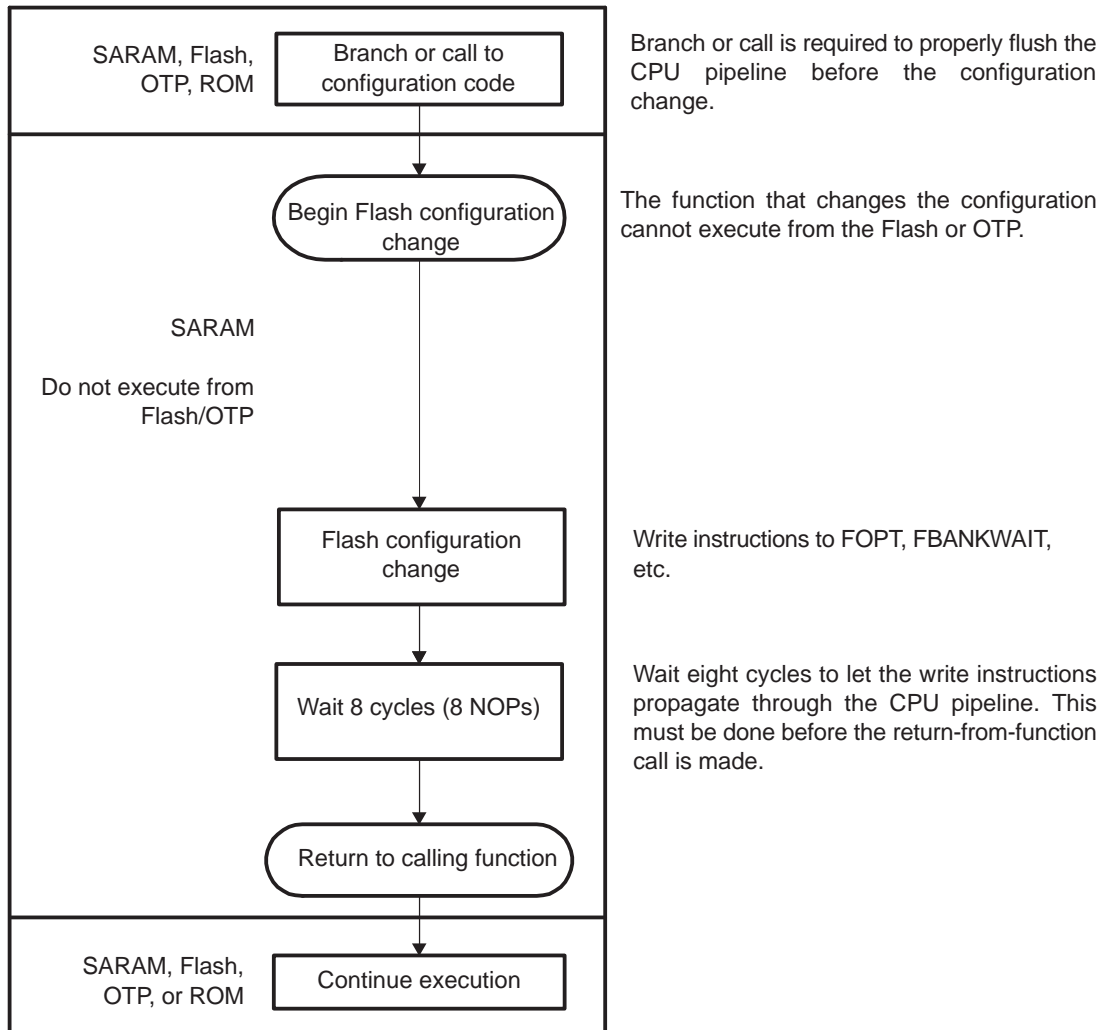 SARAM, Flash,
OTP, ROM
Branch or call to
configuration code
Branch or call is required to properly flush the
CPU pipeline before the configuration
change.
Begin Flash configuration
change
The function that changes the configuration
cannot execute from the Flash or OTP.
SARAM
Do not execute from
Flash/OTP
Flash configuration
change
Write instructions to FOPT, FBANKWAIT,
etc.
Wait 8 cycles (8 NOPs)
Wait eight cycles to let the write instructions
propagate through the CPU pipeline. This
must be done before the return-from-function
call is made.
Return to calling function
SARAM, Flash,
OTP, or ROM
Continue execution